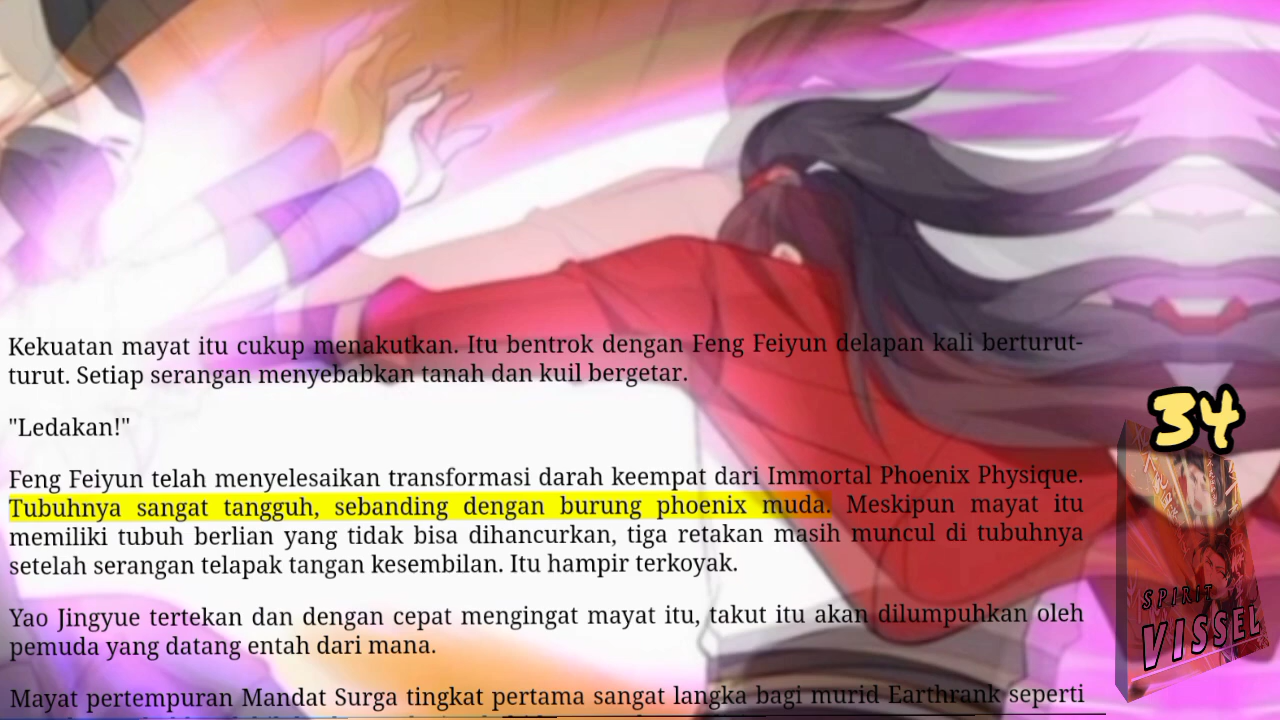 Kekuatan mayat itu cukup menakutkan. Itu bentrok dengan Feng Feiyun delapan kali berturut-
turut. Setiap serangan menyebabkan tanah dan kuil bergetar.
"Ledakan!"
Feng Feiyun telah menyelesaikan transformasi darah keempat dari Immortal Phoenix Physique.
Tubuhnya sangat tangguh, sebanding dengan burung phoenix muda. Meskipun mayat itu
memiliki tubuh berlian yang tidak bisa dihancurkan, tiga retakan masih muncul di tubuhnya
setelah serangan telapak tangan kesembilan. Itu hampir terkoyak.
Yao Jingyue tertekan dan dengan cepat mengingat mayat itu, takut itu akan dilumpuhkan oleh
pemuda yang datang entah dari mana.
Mayat pertempuran Mandat Surga tingkat pertama sangat langka bagi murid Earthrank seperti
34
SPIRIT
VISSEL